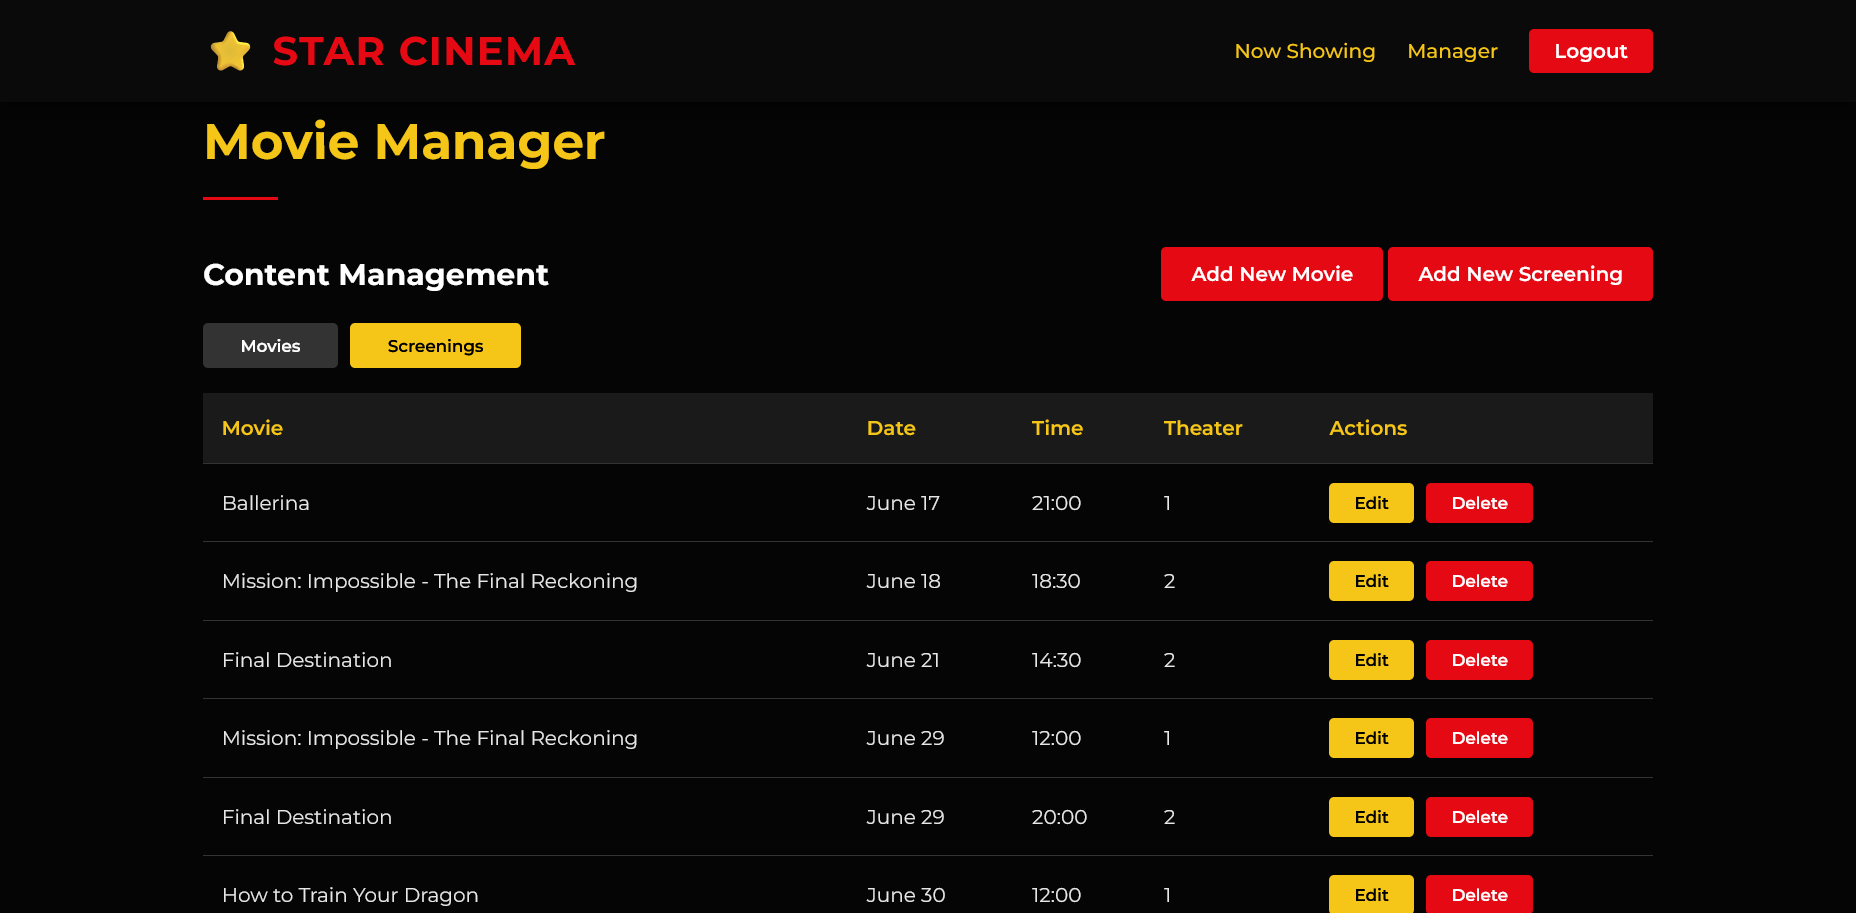 STAR CINEMA
Now Showing Manager Logout
Movie Manager
Content Management
Add New Movie Add New Screening
Movies Screenings
Movie Date Time Theater Actions
Ballerina June 17 21:00 1 Edit Delete
Mission: Impossible - The Final Reckoning June 18 18:30 2 Edit Delete
Final Destination June 21 14:30 2 Edit Delete
Mission: Impossible - The Final Reckoning June 29 12:00 1 Edit Delete
Final Destination June 29 20:00 2 Edit Delete
How to Train Your Dragon June 30 12:00 1 Edit Delete